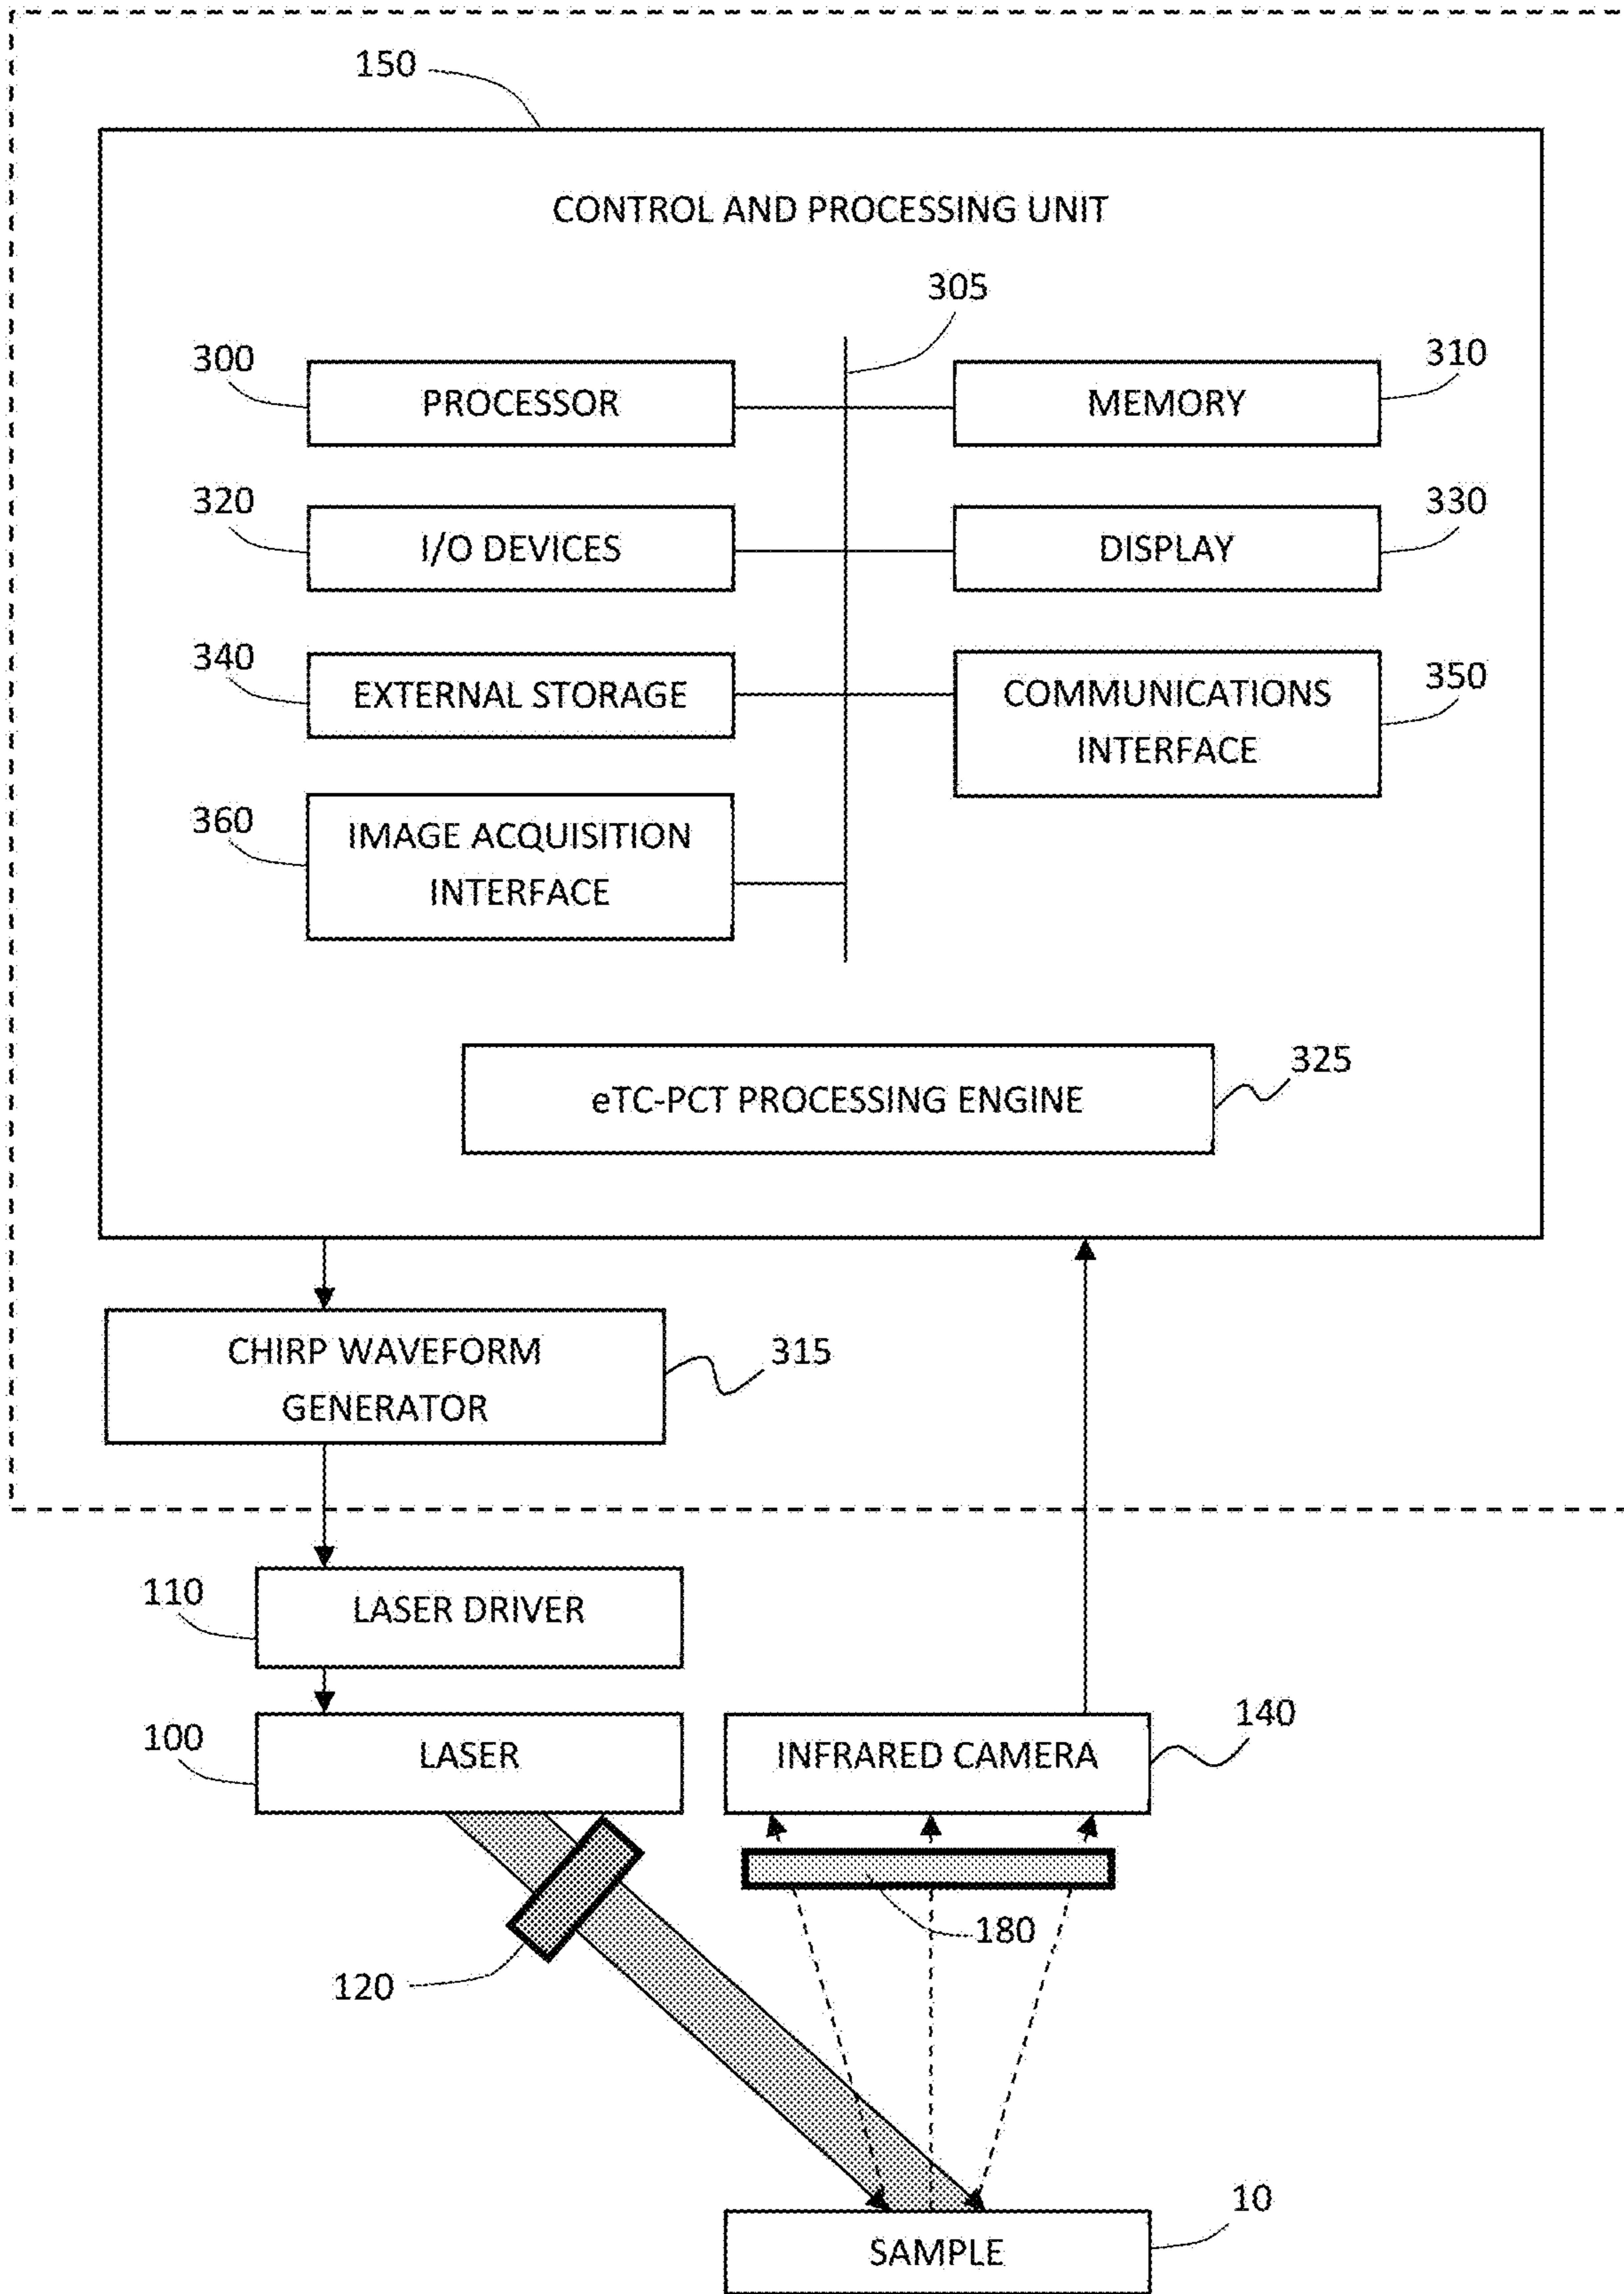 150
CONTROL AND PROCESSING UNIT
305
300
PROCESSOR
MEMORY
310
320
I/O DEVICES
DISPLAY
330
340
EXTERNAL STORAGE
COMMUNICATIONS
INTERFACE
350
360
IMAGE ACQUISITION
INTERFACE
eTC-PCT PROCESSING ENGINE
325
CHIRP WAVEFORM
GENERATOR
315
110
LASER DRIVER
100
LASER
INFRARED CAMERA
140
180
120
10
SAMPLE